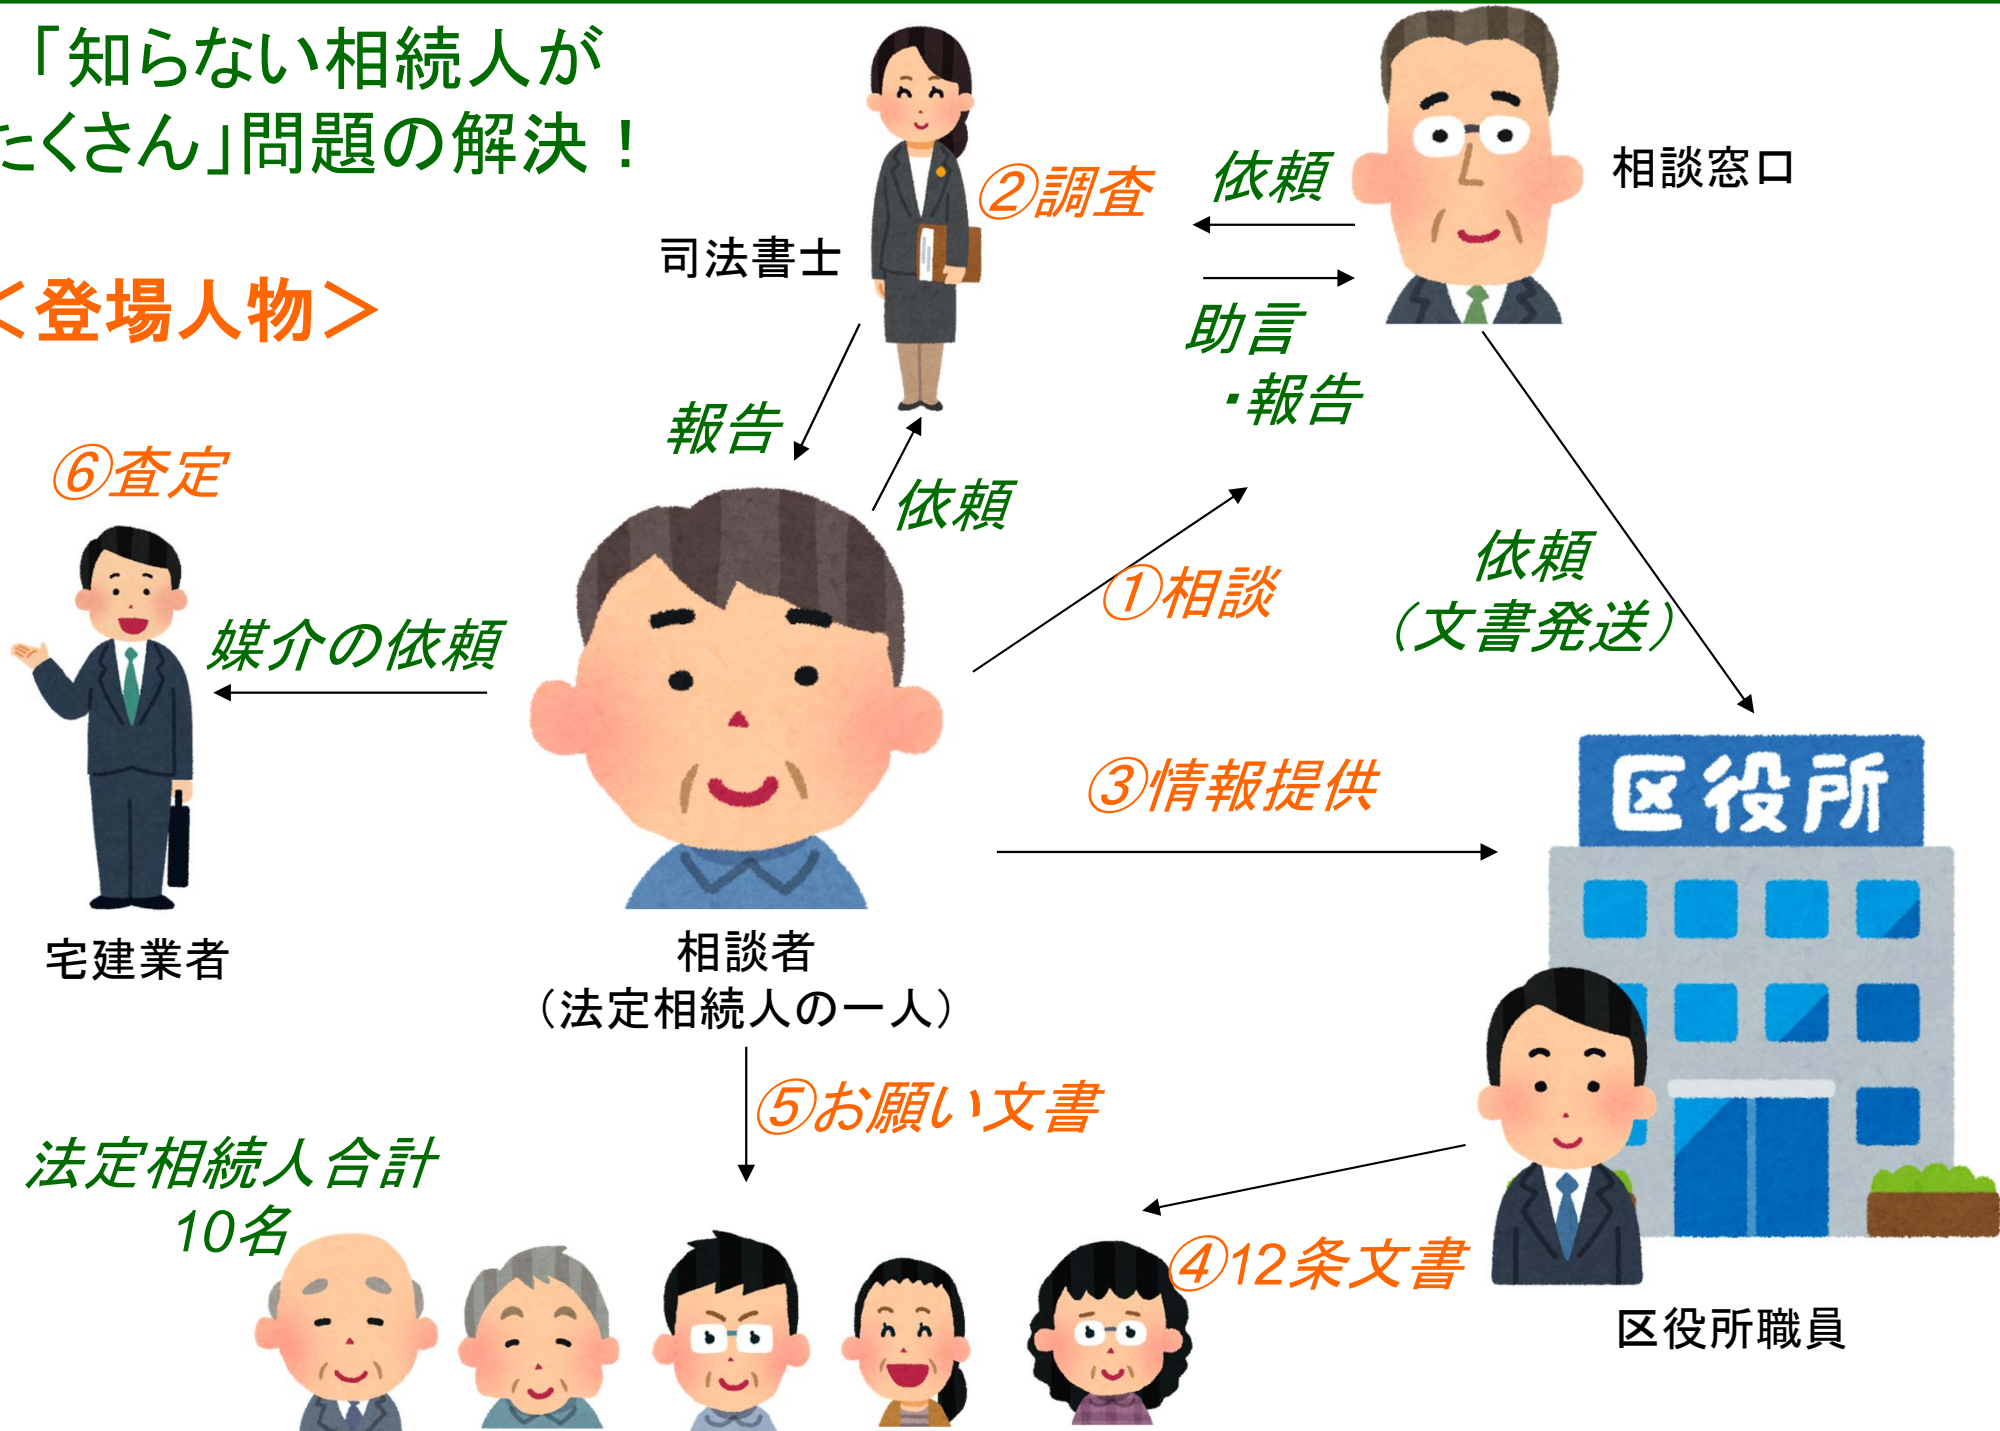 「知らない相続人が
たくさん」問題の解決！
＜登場人物＞
司法書士
②調査
依頼
相談窓口
助言
・報告
報告
依頼
⑥査定
媒介の依頼
①相談
依頼
（文書発送）
③情報提供
区役所
宅建業者
相談者
（法定相続人の一人）
⑤お願い文書
法定相続人合計
10名
④12条文書
区役所職員